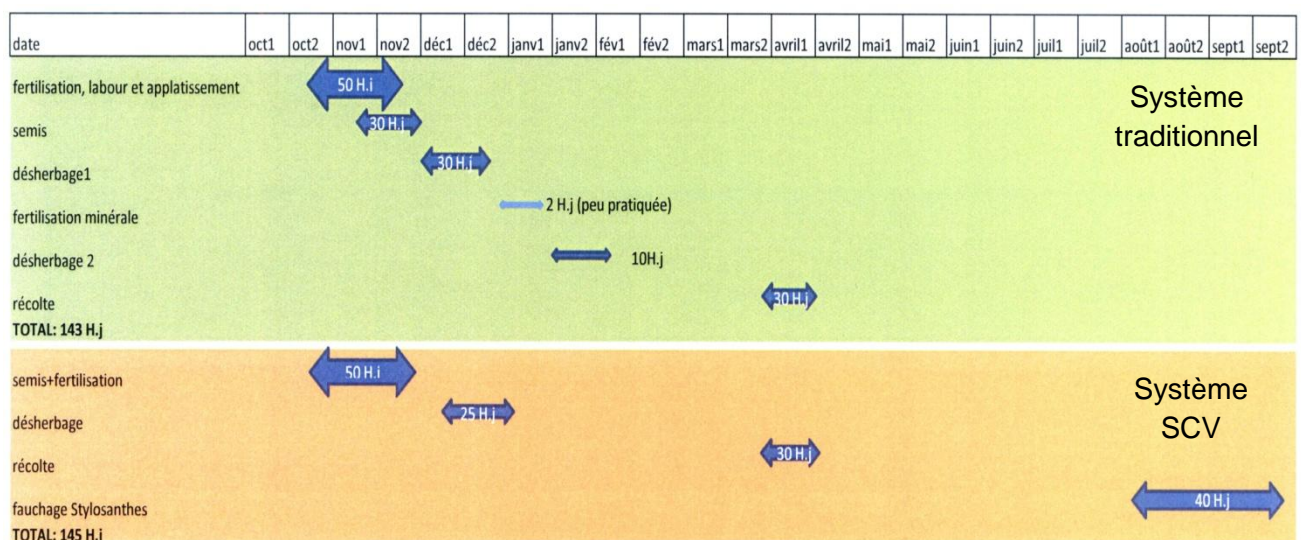 date oct1 oct2 nov1 nov2 déc1 déc2 janv1 janv2 fév1 fév2 mars1 mars2 avril1 avril2 mai1 mai2 juin1 juin2 juil1 juil2 août1 août2 sept1 sept2
fertilisation, labour et applatissement 50 H.j
Système
traditionnel
semis 30 H.j
désherbage1 30 H.j
fertilisation minérale 2 H.j (peu pratiquée)
désherbage 2 10H.j
récolte 30 H.j
TOTAL: 143 H.j
semis+fertilisation 50 H.j
Système
SCV
désherbage 25 H.j
récolte 30 H.j
fauchage Stylosanthes 40 H.j
TOTAL: 145 H.j